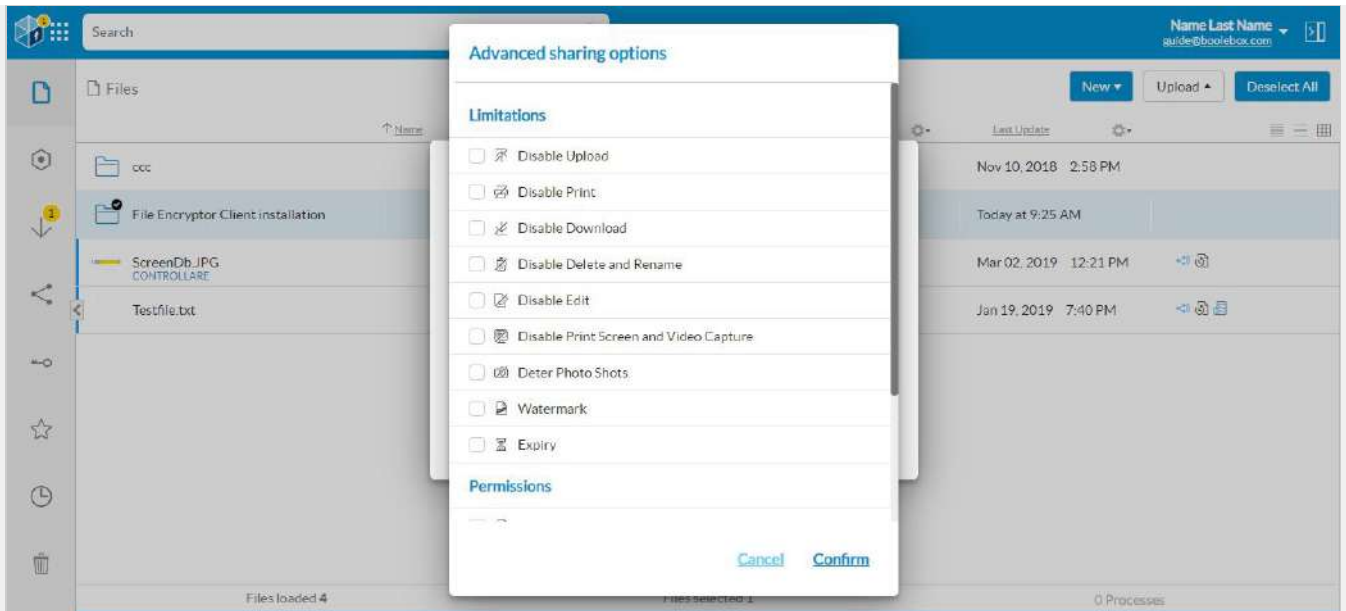 1
Search
Name Last Name
guide@boolebox.com
Advanced sharing options
Files
New
Upload
Deselect All
Limitations
Name
Last Update
Disable Upload
ccc
Nov 10, 2018 2:58 PM
Disable Print
File Encryptor Client installation
Today at 9:25 AM
1
Disable Download
ScreenDb.JPG
Mar 02, 2019 12:21 PM
CONTROLLARE
Disable Delete and Rename
Disable Edit
Testfile.txt
Jan 19, 2019 7:40 PM
Disable Print Screen and Video Capture
Deter Photo Shots
Watermark
Expiry
Permissions
Cancel Confirm
Files loaded 4
Files selected 1
0 Processes